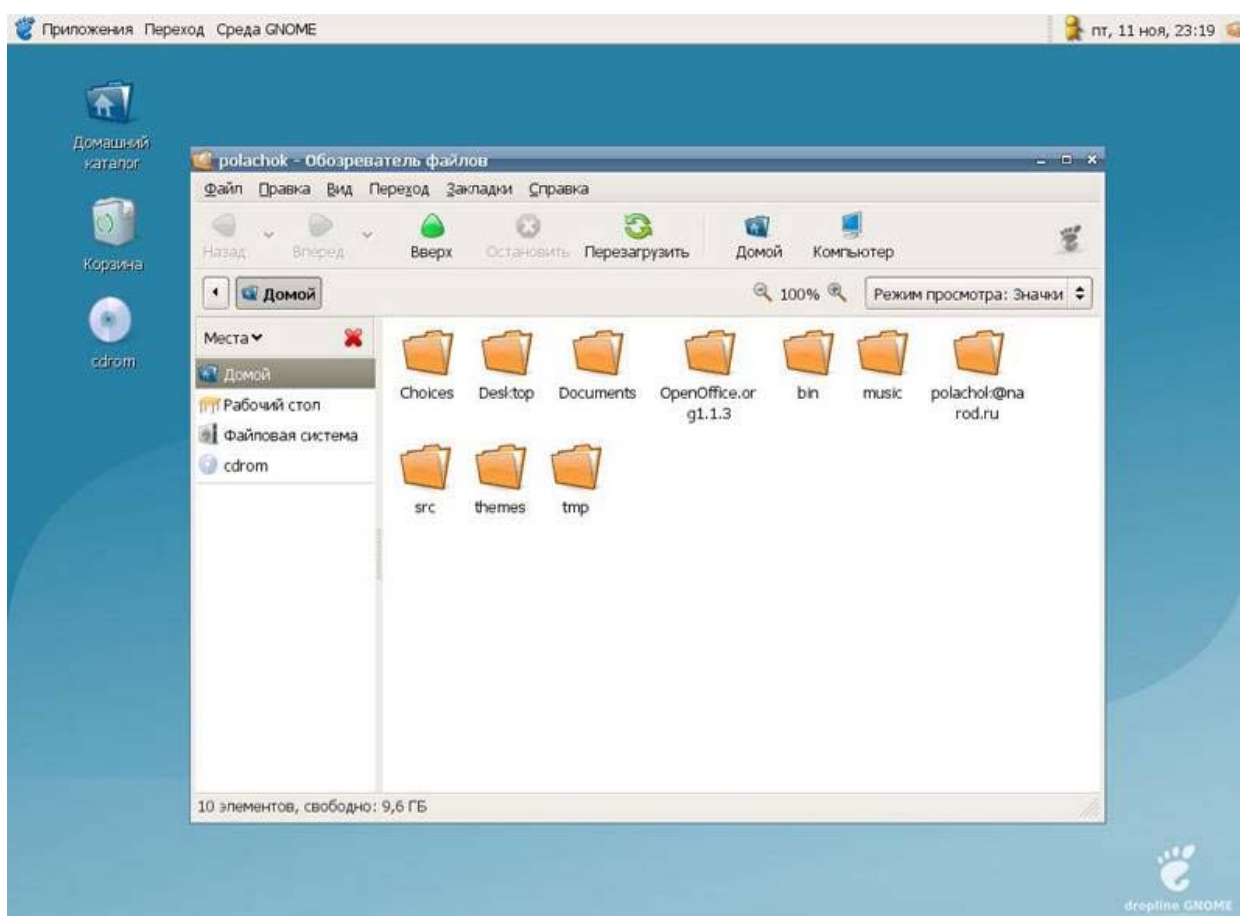 Приложения Переход Среда GNOME
пт, 11 ноя, 23:19
Домашний
каталог
Корзина
cdrom
polachok - Обозреватель файлов
Файл Правка Вид Переход Закладки Справка
Назад Вперед Вверх Остановить Перезагрузить Домой Компьютер
Домой 100% Режим просмотра: Значки
Места
Домой
Рабочий стол
Файловая система
cdrom
Choices Desktop Documents OpenOffice.or bin music polachok@na
g1.1.3 rod.ru
src themes tmp
10 элементов, свободно: 9,6 ГБ
dropline GNOME